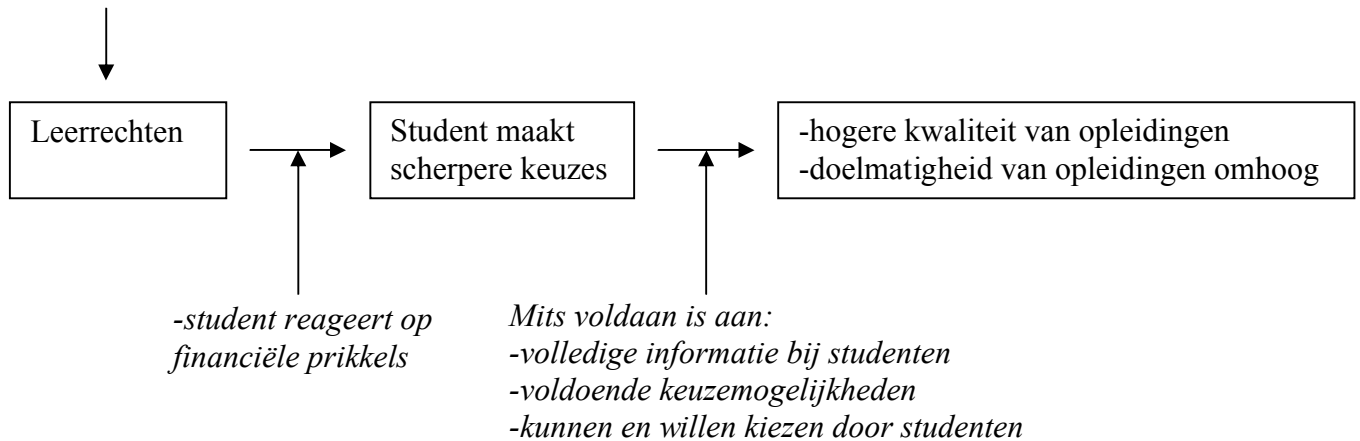 Leerrechten
Student maakt
scherpere keuzes
-hogere kwaliteit van opleidingen
-doelmatigheid van opleidingen omhoog
-student reageert op
financiële prikkels
Mits voldaan is aan:
-volledige informatie bij studenten
-voldoende keuzemogelijkheden
-kunnen en willen kiezen door studenten